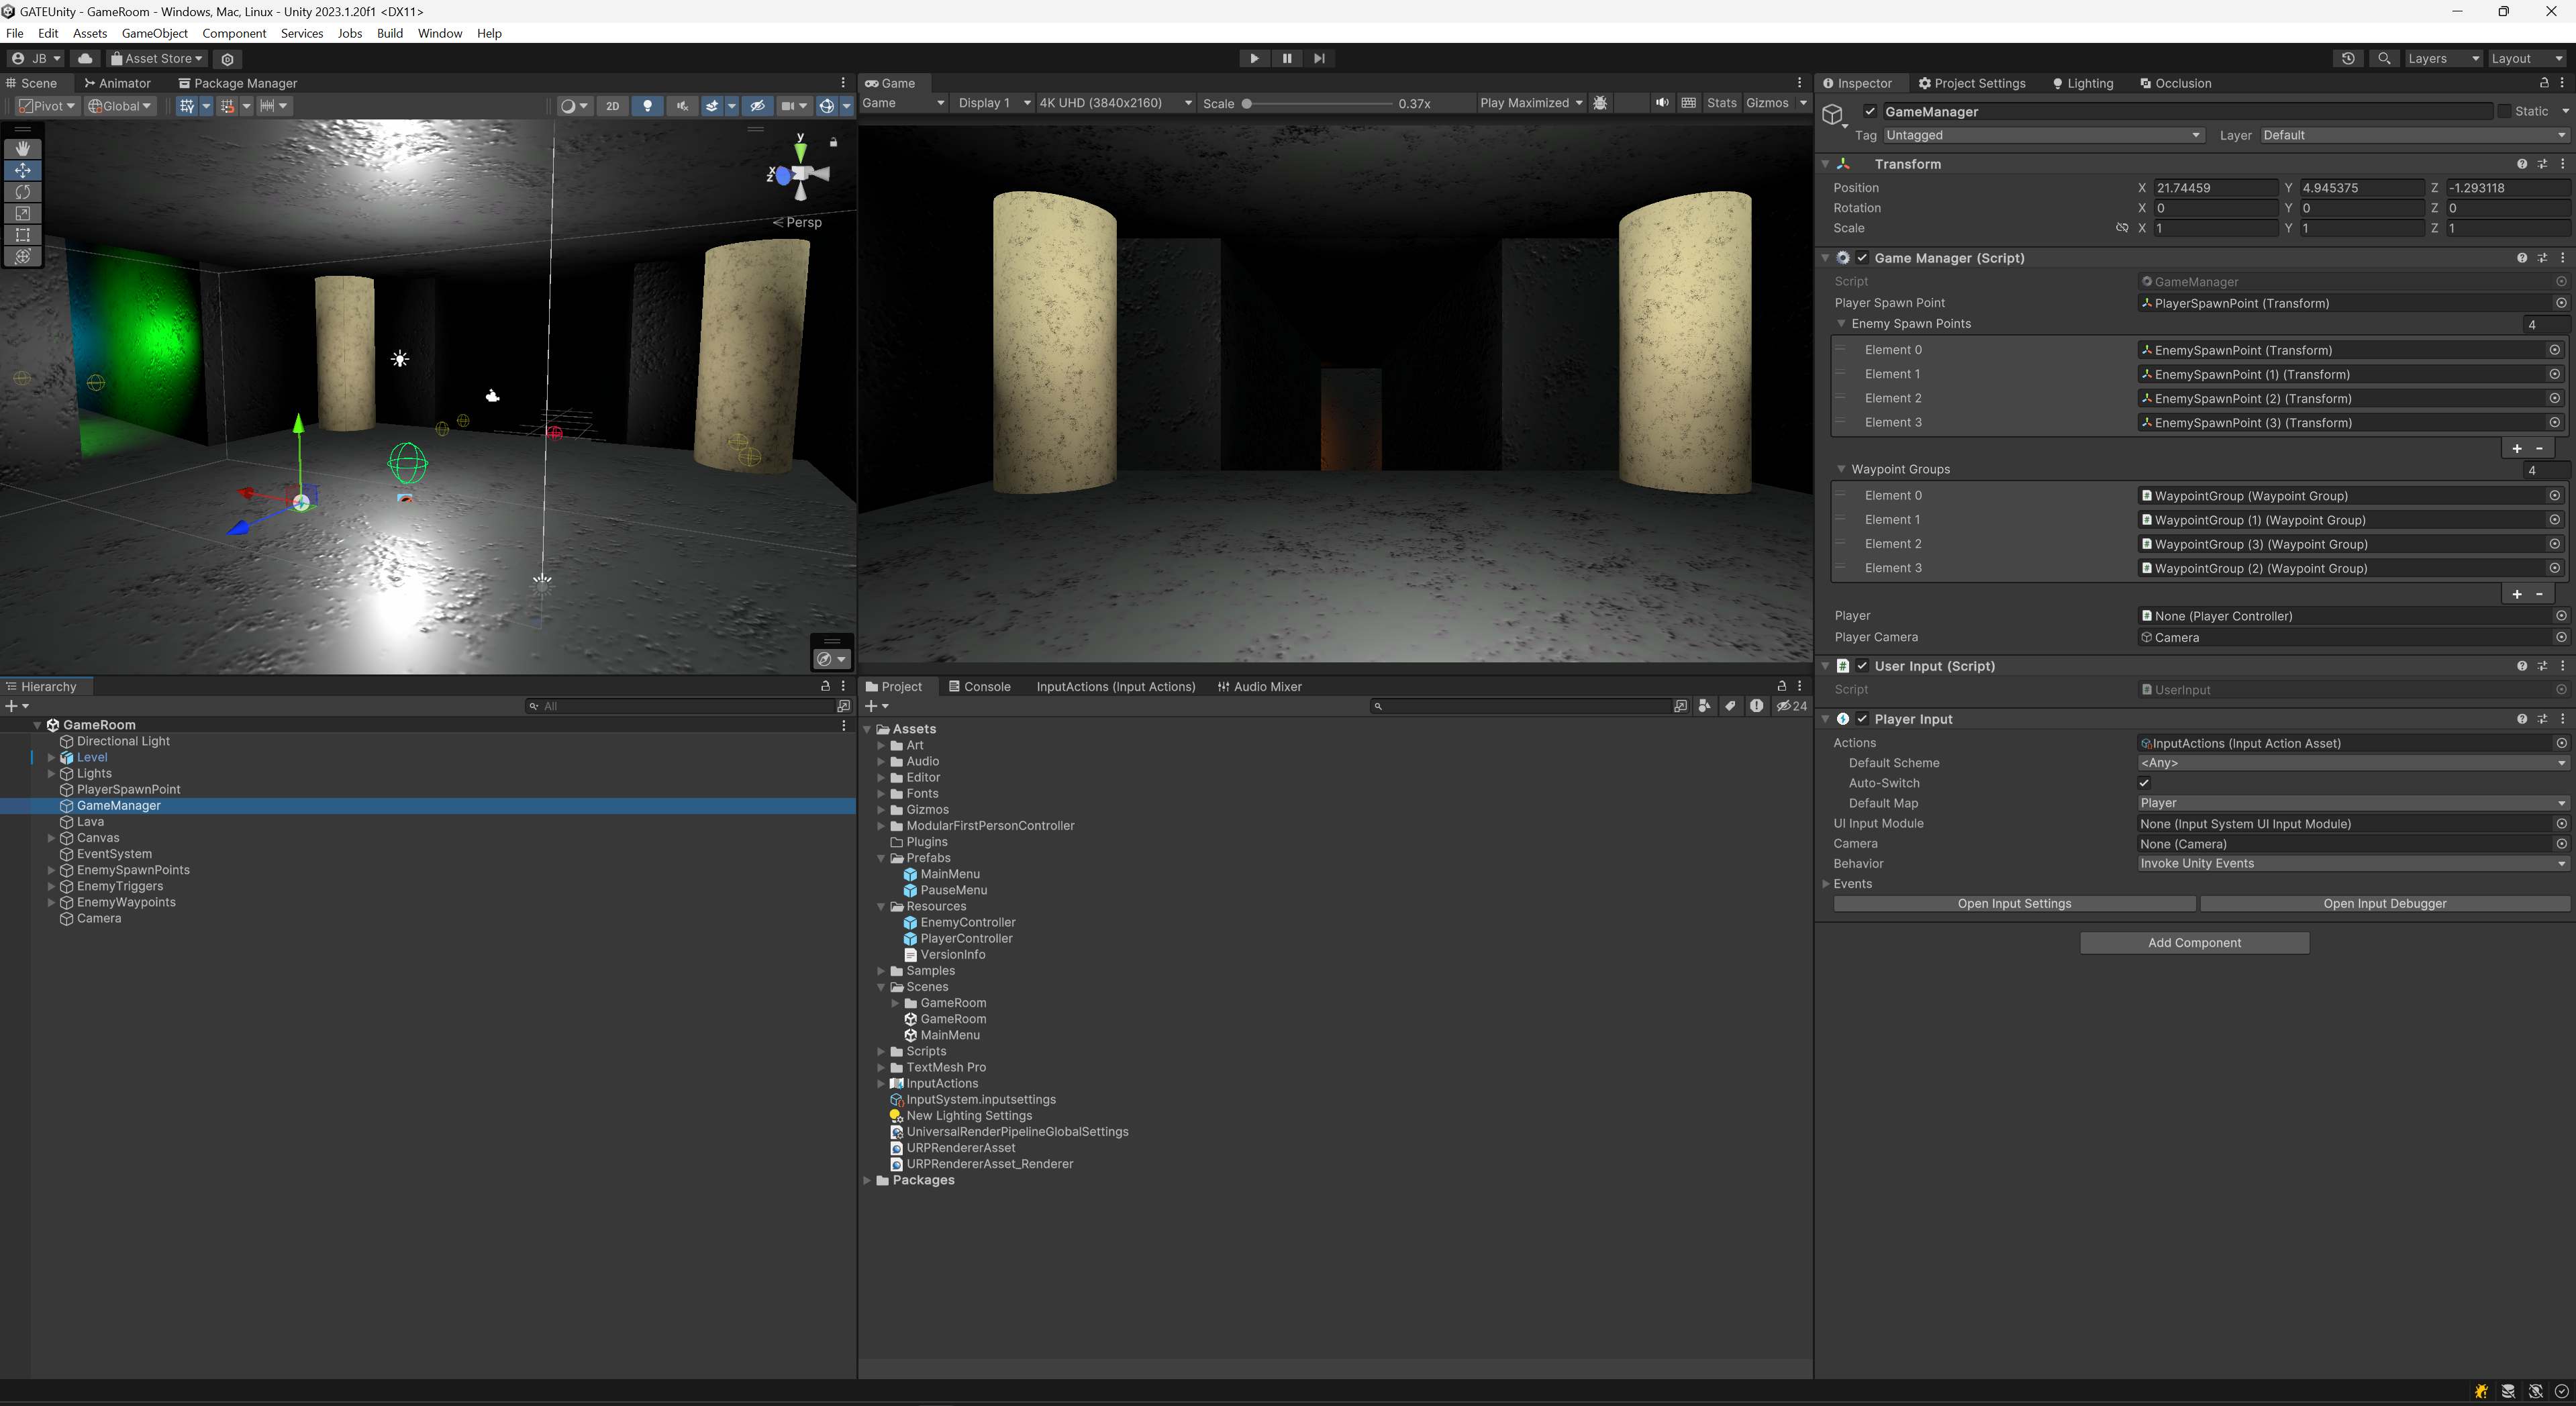 GATEUnity - GameRoom - Windows, Mac, Linux - Unity 2023.1.20f1 <DX11>
File Edit Assets GameObject Component Services Jobs Build Window Help
JB Asset Store Layers Layout
Scene Animator Package Manager
Pivot Global 2D
y
x
z
Persp
Game
Game Display 1 4K UHD (3840x2160) Scale 0.37x Play Maximized Stats Gizmos
Hierarchy
All
GameRoom
Directional Light
Level
Lights
PlayerSpawnPoint
GameManager
Lava
Canvas
EventSystem
EnemySpawnPoints
EnemyTriggers
EnemyWaypoints
Camera
Project Console InputActions (Input Actions) Audio Mixer
24
Assets
Art
Audio
Editor
Fonts
Gizmos
ModularFirstPersonController
Plugins
Prefabs
MainMenu
PauseMenu
Resources
EnemyController
PlayerController
VersionInfo
Samples
Scenes
GameRoom
GameRoom
MainMenu
Scripts
TextMesh Pro
InputActions
InputSystem.inputsettings
New Lighting Settings
UniversalRenderPipelineGlobalSettings
URPRendererAsset
URPRendererAsset_Renderer
Packages
Inspector Project Settings Lighting Occlusion
GameManager Static
Tag Untagged Layer Default
Transform
Position X 21.74459 Y 4.945375 Z -1.293118
Rotation X 0 Y 0 Z 0
Scale X 1 Y 1 Z 1
Game Manager (Script)
Script GameManager
Player Spawn Point PlayerSpawnPoint (Transform)
Enemy Spawn Points 4
Element 0 EnemySpawnPoint (Transform)
Element 1 EnemySpawnPoint (1) (Transform)
Element 2 EnemySpawnPoint (2) (Transform)
Element 3 EnemySpawnPoint (3) (Transform)
+ -
Waypoint Groups 4
Element 0 WaypointGroup (Waypoint Group)
Element 1 WaypointGroup (1) (Waypoint Group)
Element 2 WaypointGroup (3) (Waypoint Group)
Element 3 WaypointGroup (2) (Waypoint Group)
+ -
Player None (Player Controller)
Player Camera Camera
User Input (Script)
Script UserInput
Player Input
Actions InputActions (Input Action Asset)
Default Scheme <Any>
Auto-Switch
Default Map Player
UI Input Module None (Input System UI Input Module)
Camera None (Camera)
Behavior Invoke Unity Events
Events
Open Input Settings Open Input Debugger
Add Component